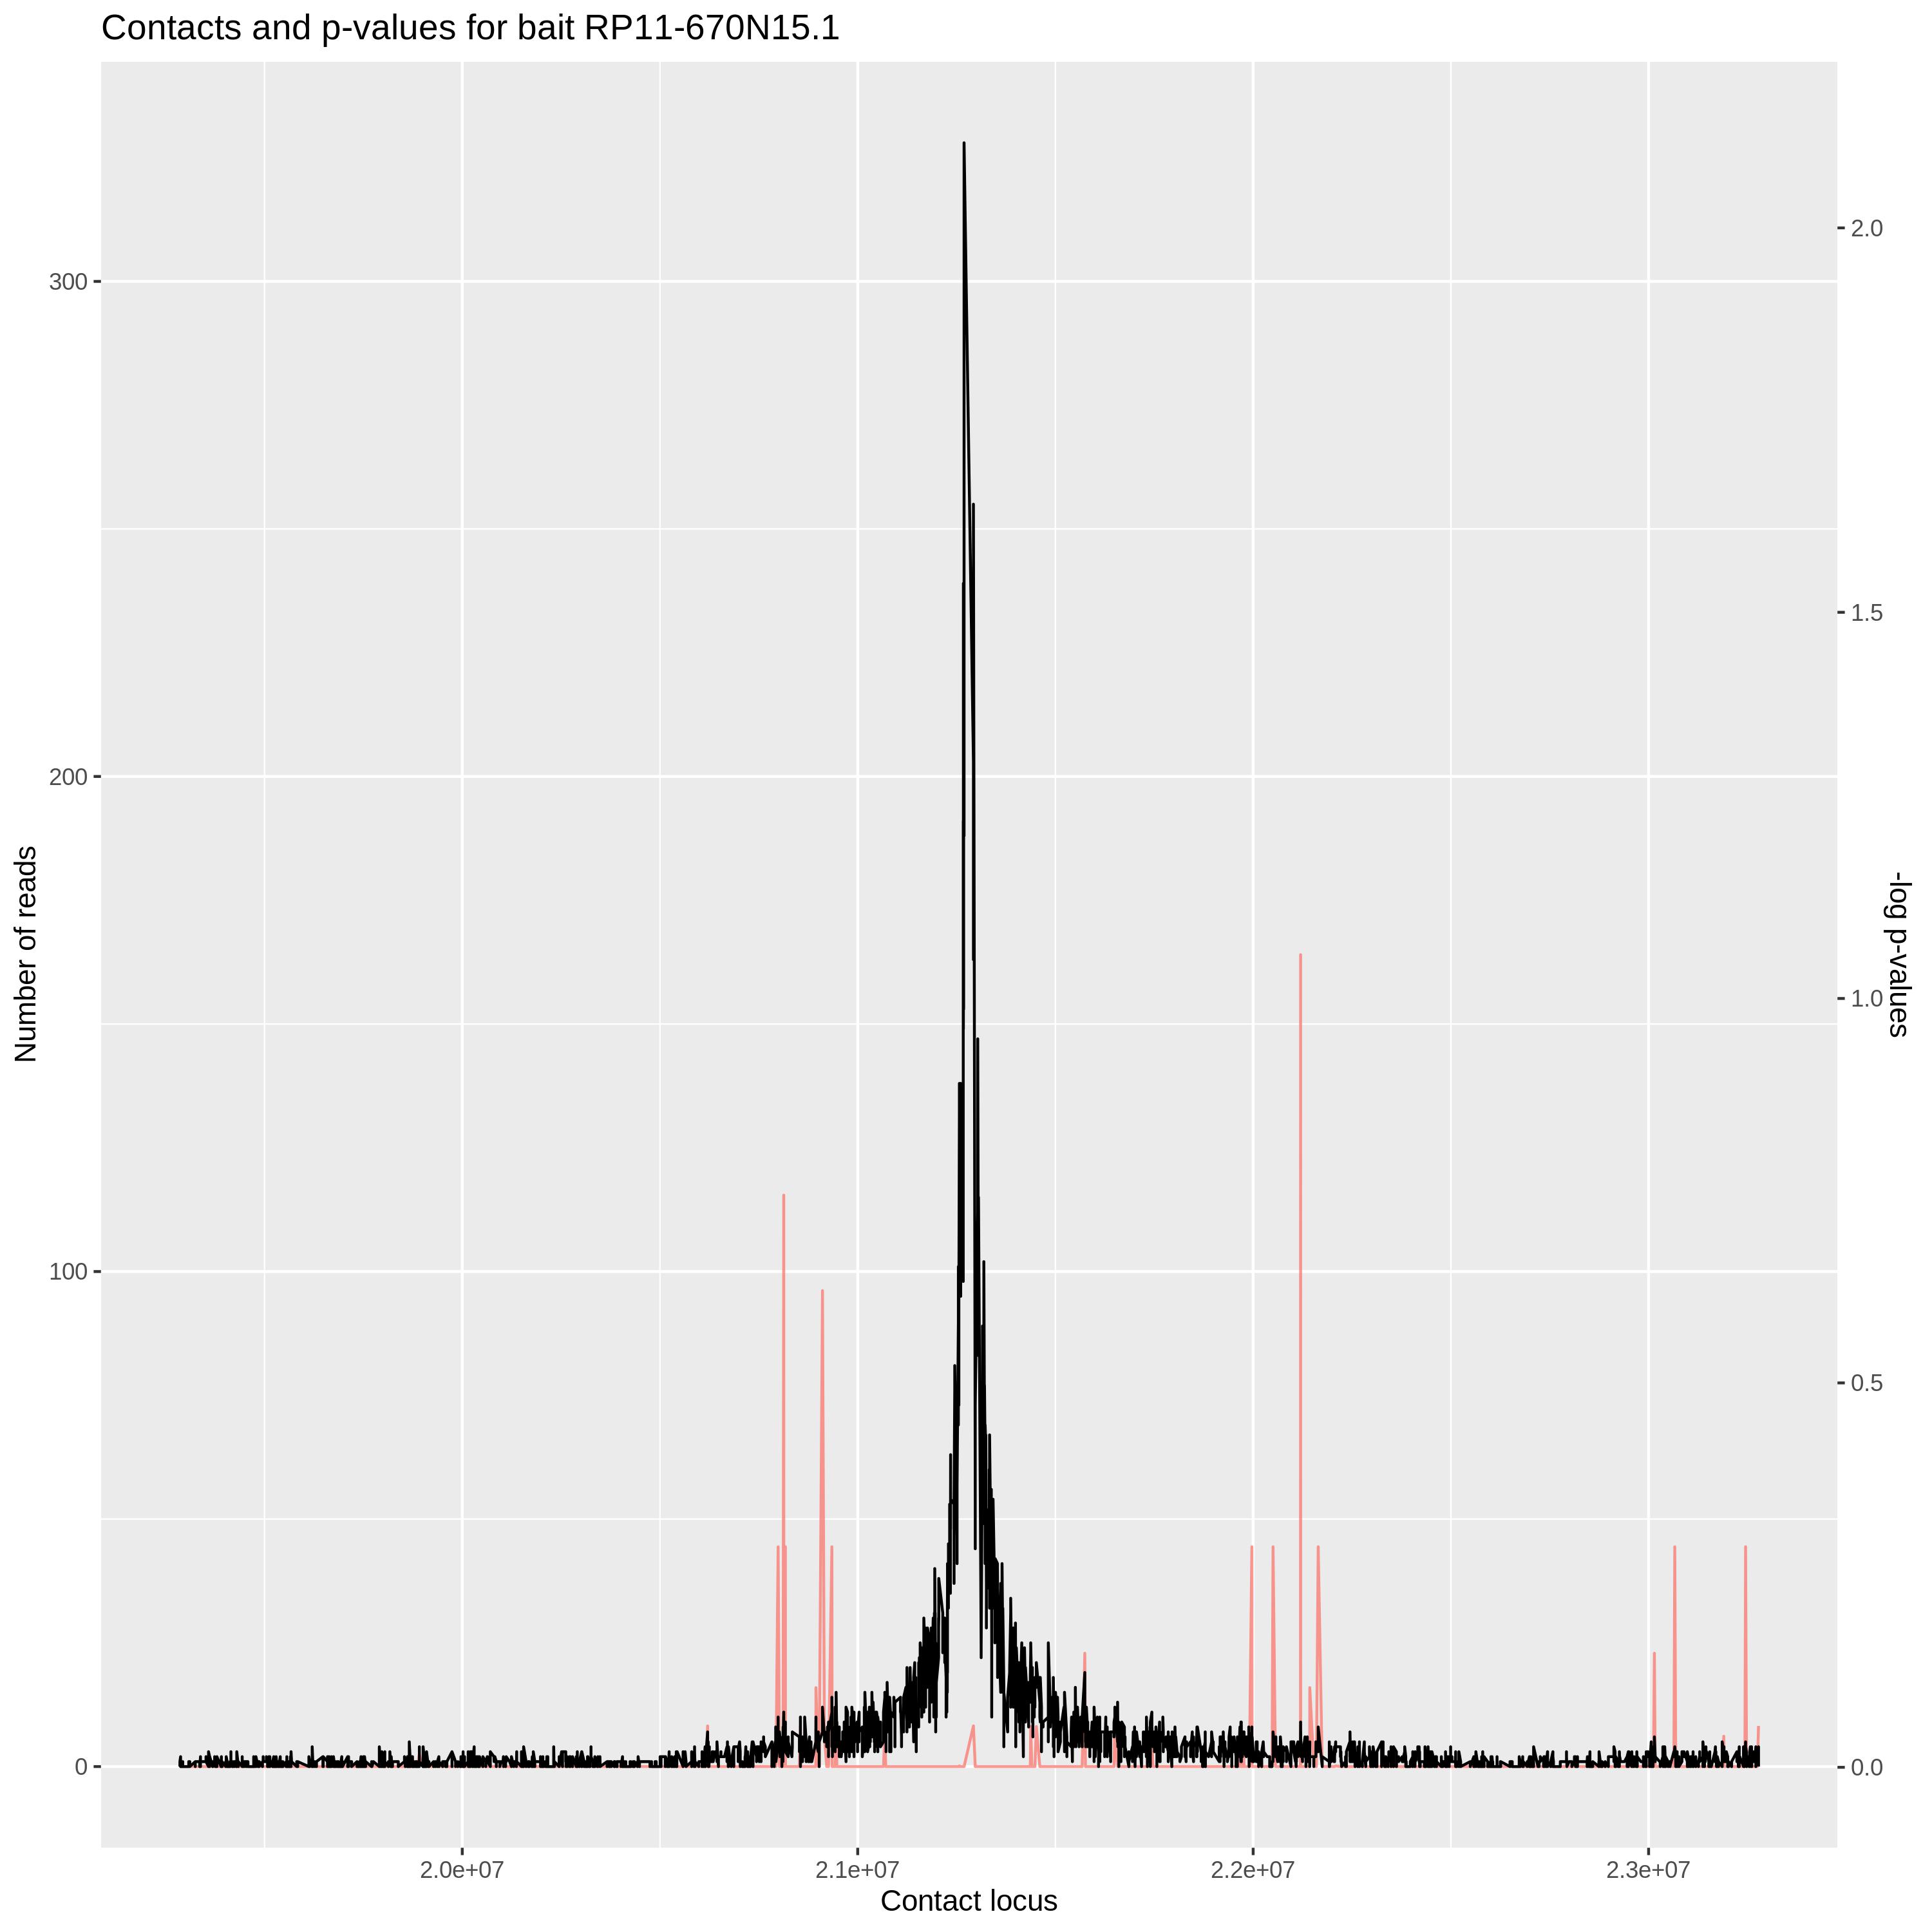 Contacts and p-values for bait RP11-670N15.1
300
200
100
0
Number of reads
2.0
1.5
1.0
0.5
0.0
-log p-values
2.0e+07
2.1e+07
2.2e+07
2.3e+07
Contact locus